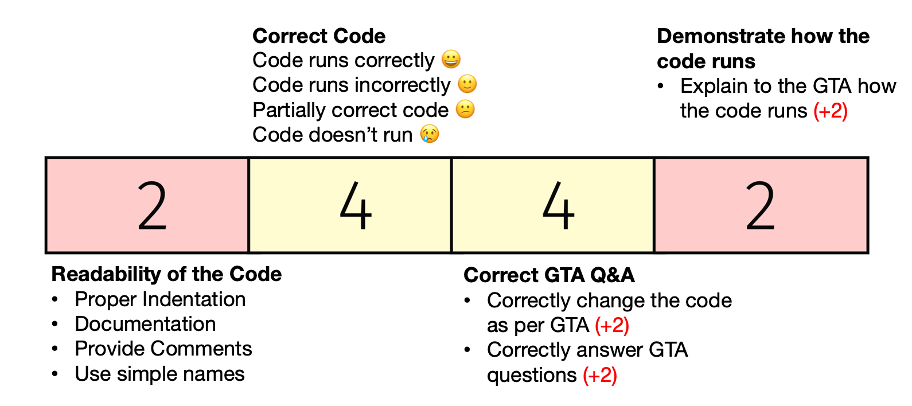 Correct Code
Code runs correctly 😀
Code runs incorrectly 🙂
Partially correct code 😕
Code doesn't run 😢
Demonstrate how the
code runs
• Explain to the GTA how
the code runs (+2)
2
4
4
2
Readability of the Code
• Proper Indentation
• Documentation
• Provide Comments
• Use simple names
Correct GTA Q&A
• Correctly change the code
as per GTA (+2)
• Correctly answer GTA
questions (+2)